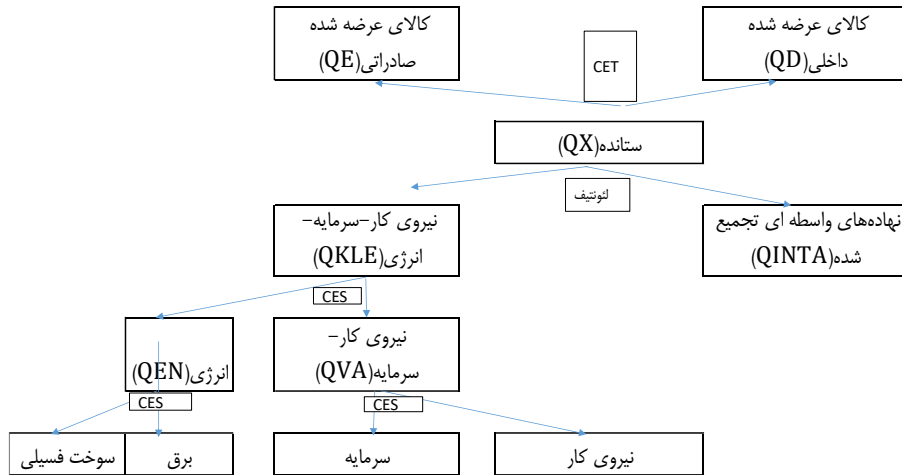 کالای عرضه شده
داخلی(QD)
CET
کالای عرضه شده
صادراتی(QE)
ستانده(QX)
لئونتیف
نهاده‌های واسطه ای تجمیع
شده(QINTA)
نیروی کار-سرمایه-
انرژی(QKLE)
CES
نیروی کار-
سرمایه(QVA)
انرژی(QEN)
CES
CES
نیروی کار
سرمایه
برق
سوخت فسیلی